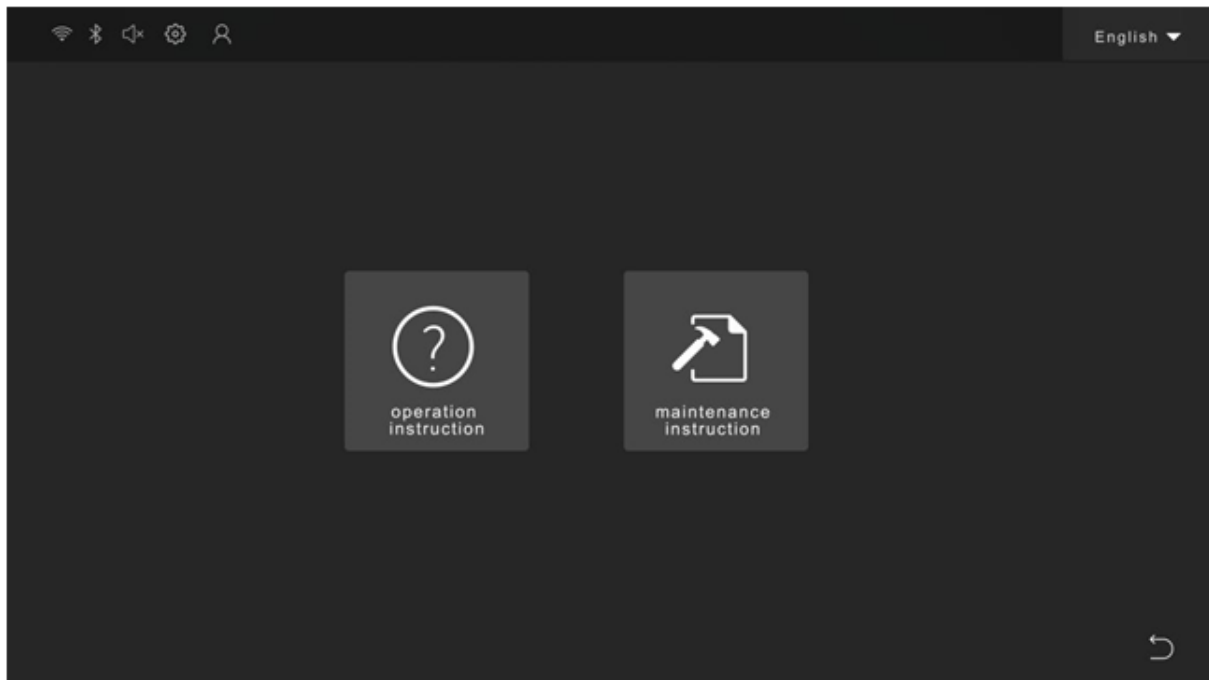 English
operation
instruction
maintenance
instruction